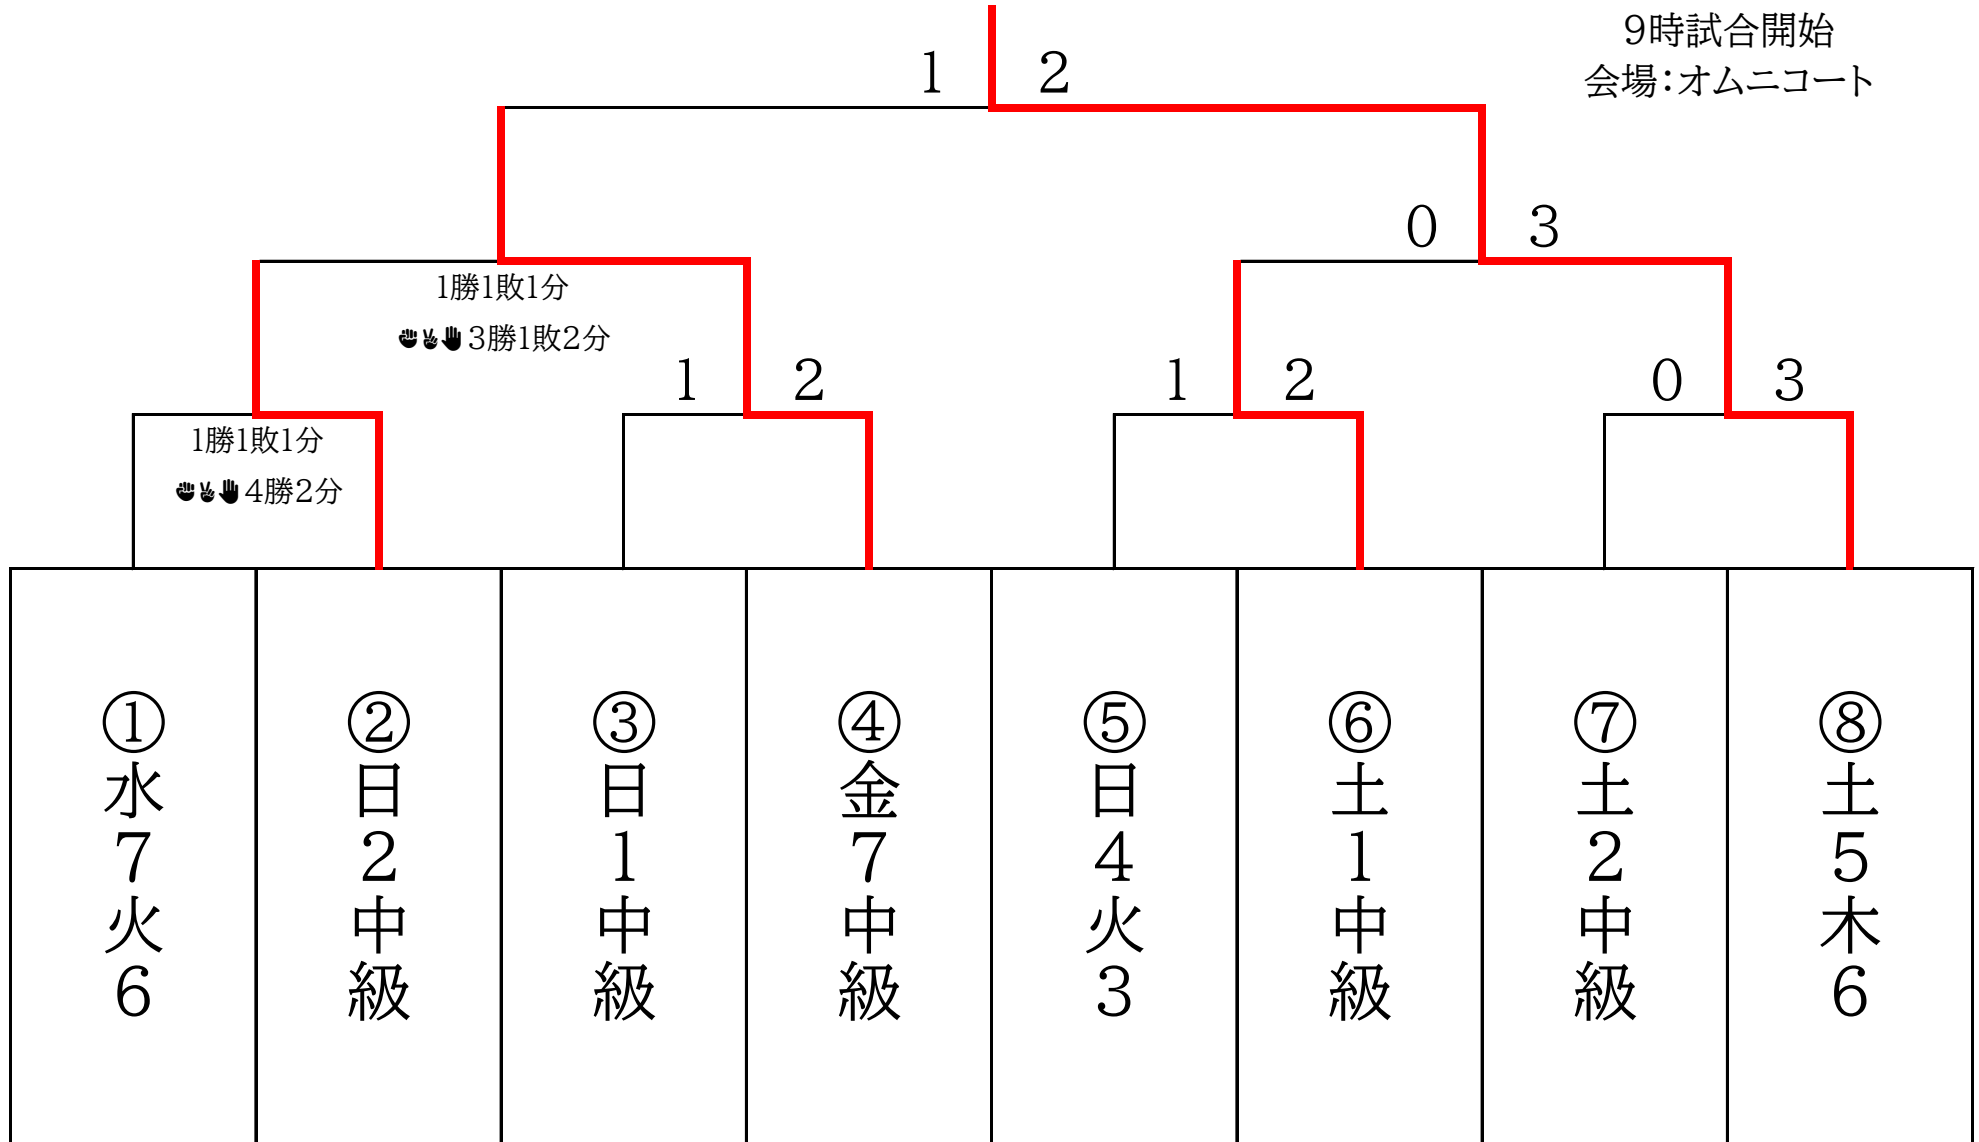 9時試合開始
会場：オムニコート
1 2
0 3
1勝1敗1分
✊✌✋3勝1敗2分
1 2
1 2
0 3
1勝1敗1分
✊✌✋4勝2分
①水7火6
②日2中級
③日1中級
④金7中級
⑤日4火3
⑥土1中級
⑦土2中級
⑧土5木6